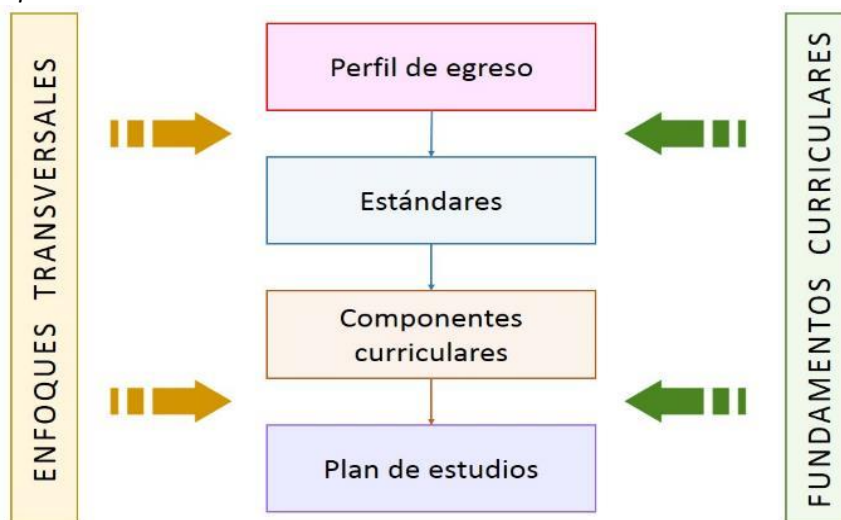 ENFOQUES TRANSVERSALES
Perfil de egreso
Estándares
Componentes
curriculares
Plan de estudios
FUNDAMENTOS CURRICULARES